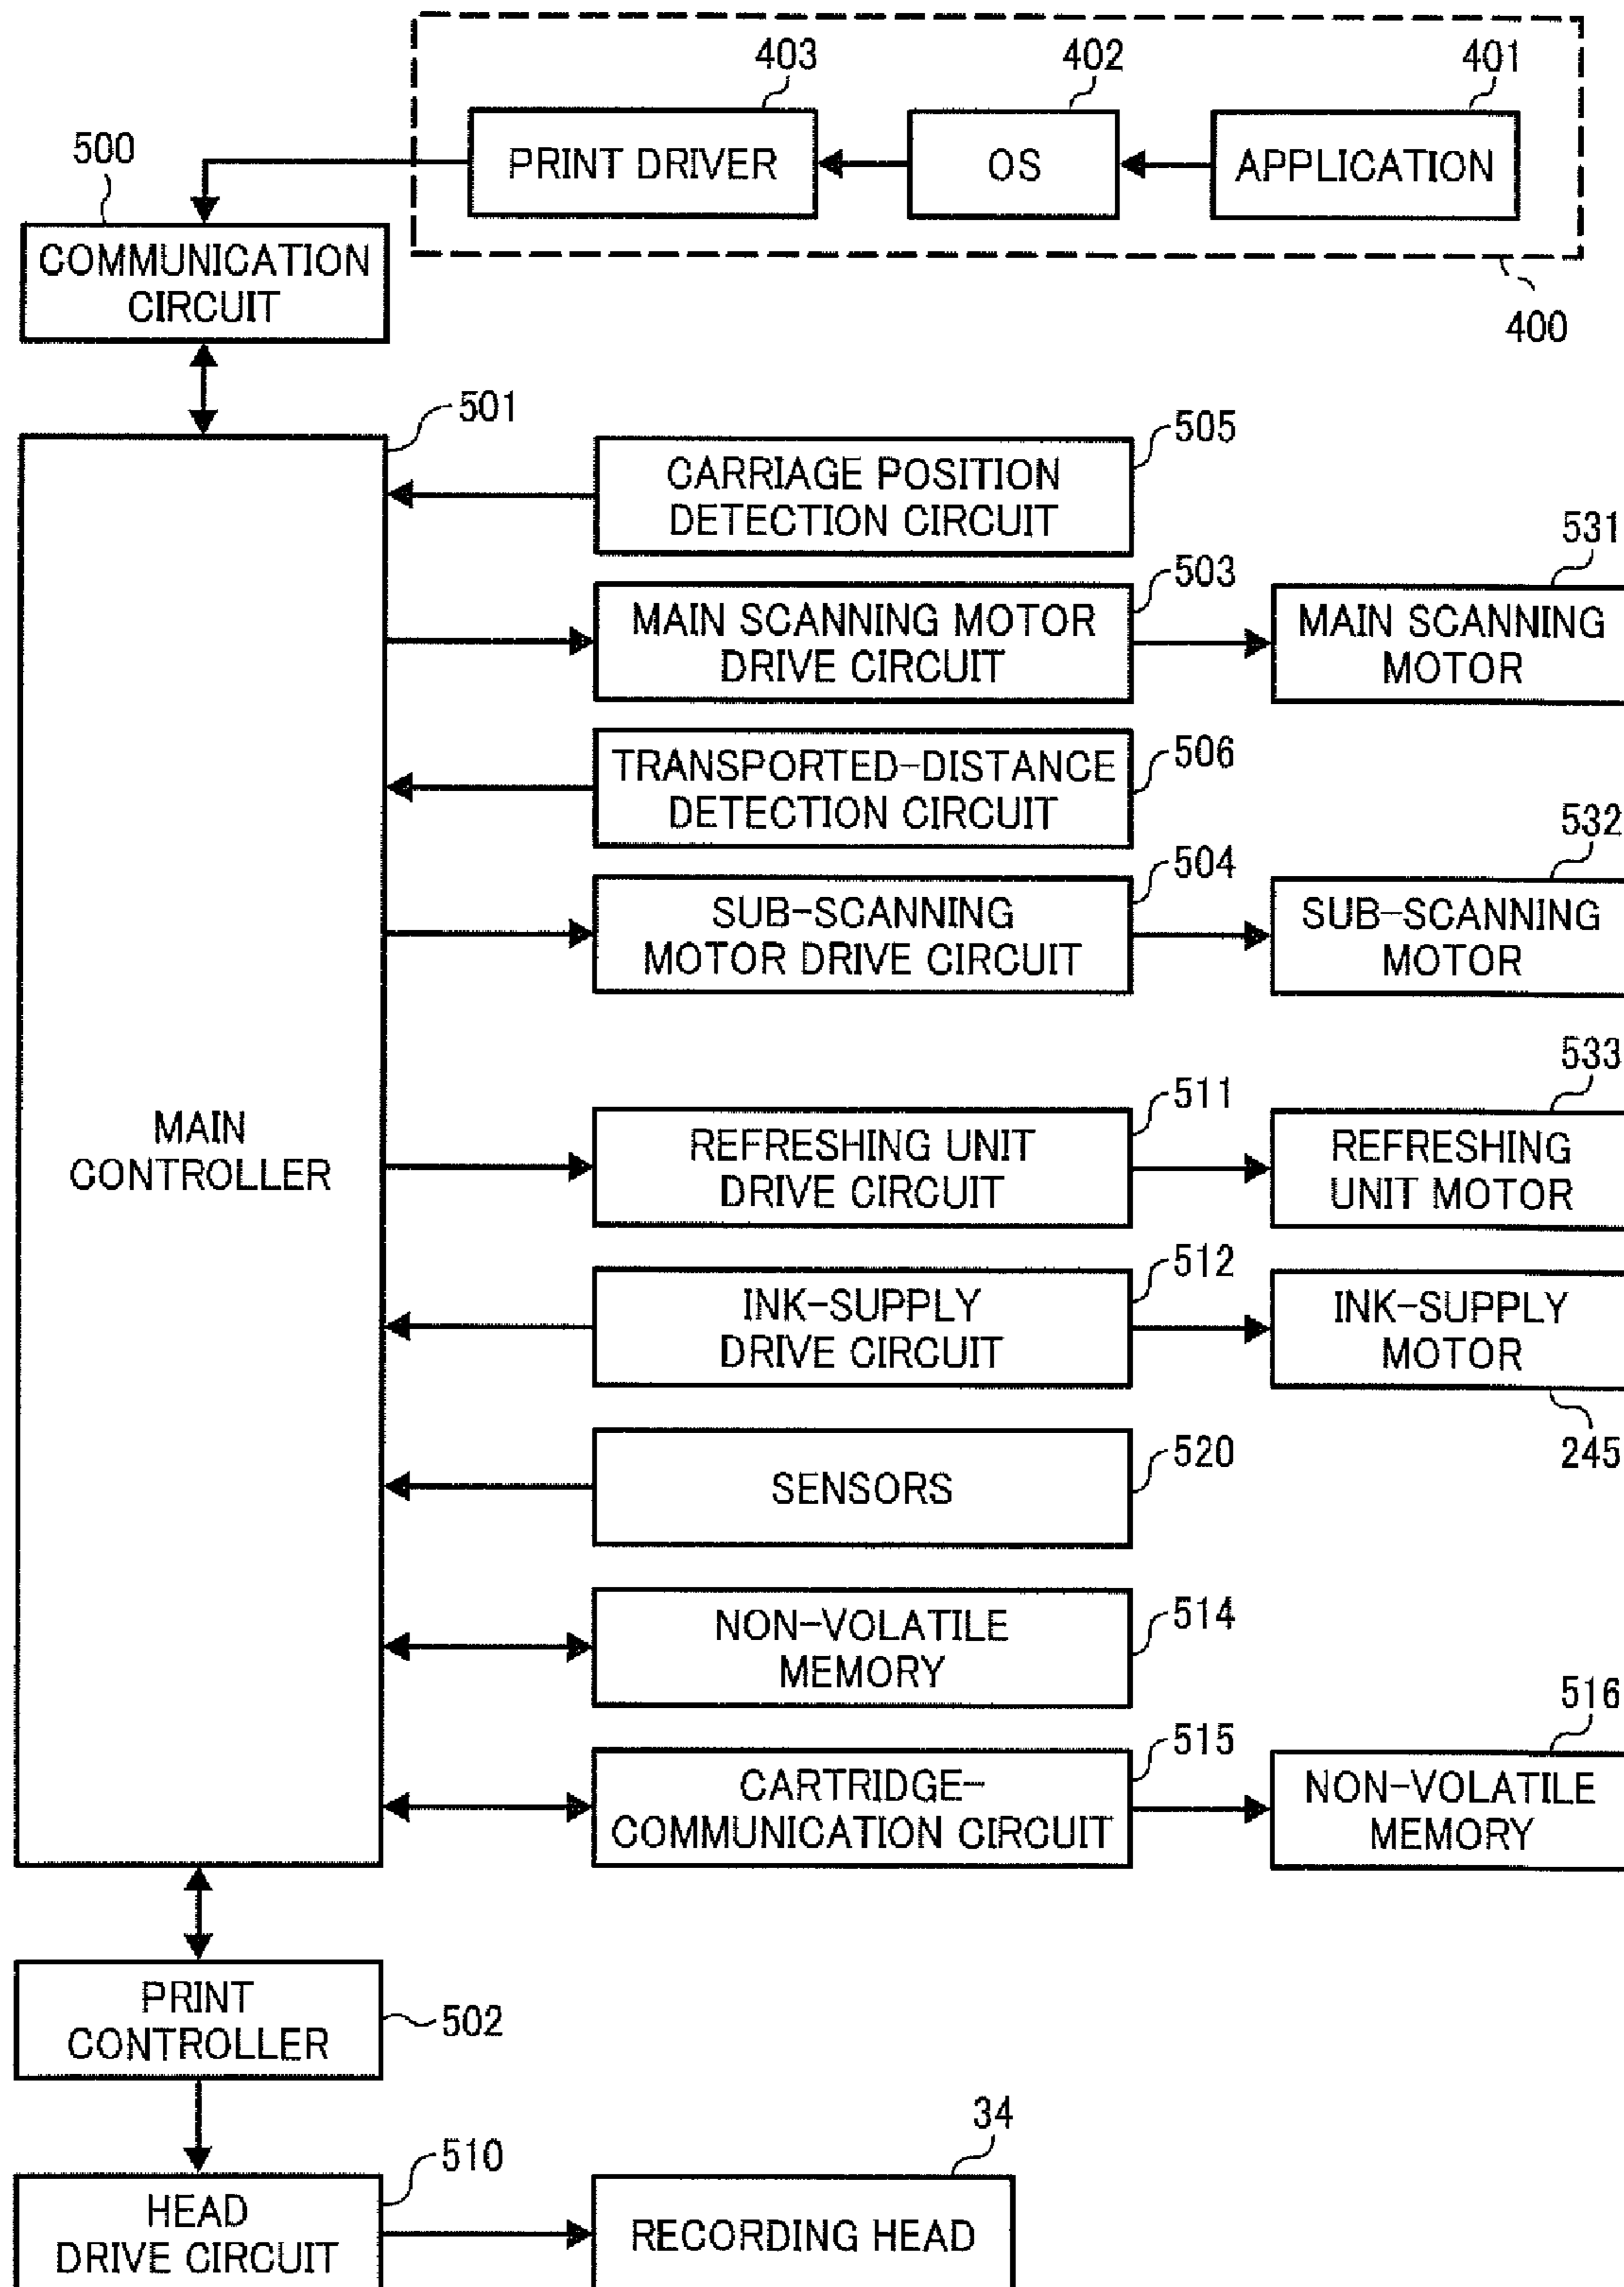 403
402
401
500
PRINT DRIVER
OS
APPLICATION
COMMUNICATION
CIRCUIT
400
501
505
CARRIAGE POSITION
DETECTION CIRCUIT
531
503
MAIN SCANNING MOTOR
DRIVE CIRCUIT
MAIN SCANNING
MOTOR
506
TRANSPORTED-DISTANCE
DETECTION CIRCUIT
532
504
SUB-SCANNING
MOTOR DRIVE CIRCUIT
SUB-SCANNING
MOTOR
533
MAIN
CONTROLLER
511
REFRESHING UNIT
DRIVE CIRCUIT
REFRESHING
UNIT MOTOR
512
INK-SUPPLY
DRIVE CIRCUIT
INK-SUPPLY
MOTOR
245
520
SENSORS
514
NON-VOLATILE
MEMORY
516
515
CARTRIDGE-
COMMUNICATION CIRCUIT
NON-VOLATILE
MEMORY
PRINT
CONTROLLER
502
34
510
HEAD
DRIVE CIRCUIT
RECORDING HEAD